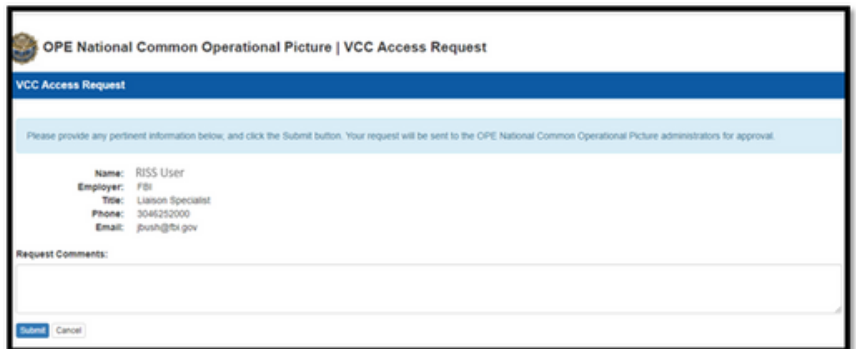 OPE National Common Operational Picture | VCC Access Request
VCC Access Request
Please provide any pertinent information below, and click the Submit button. Your request will be sent to the OPE National Common Operational Picture administrators for approval.
Name: RISS User
Employer: FBI
Title: Liaison Specialist
Phone: 3046252000
Email: jbush@fbi.gov
Request Comments:
Submit Cancel